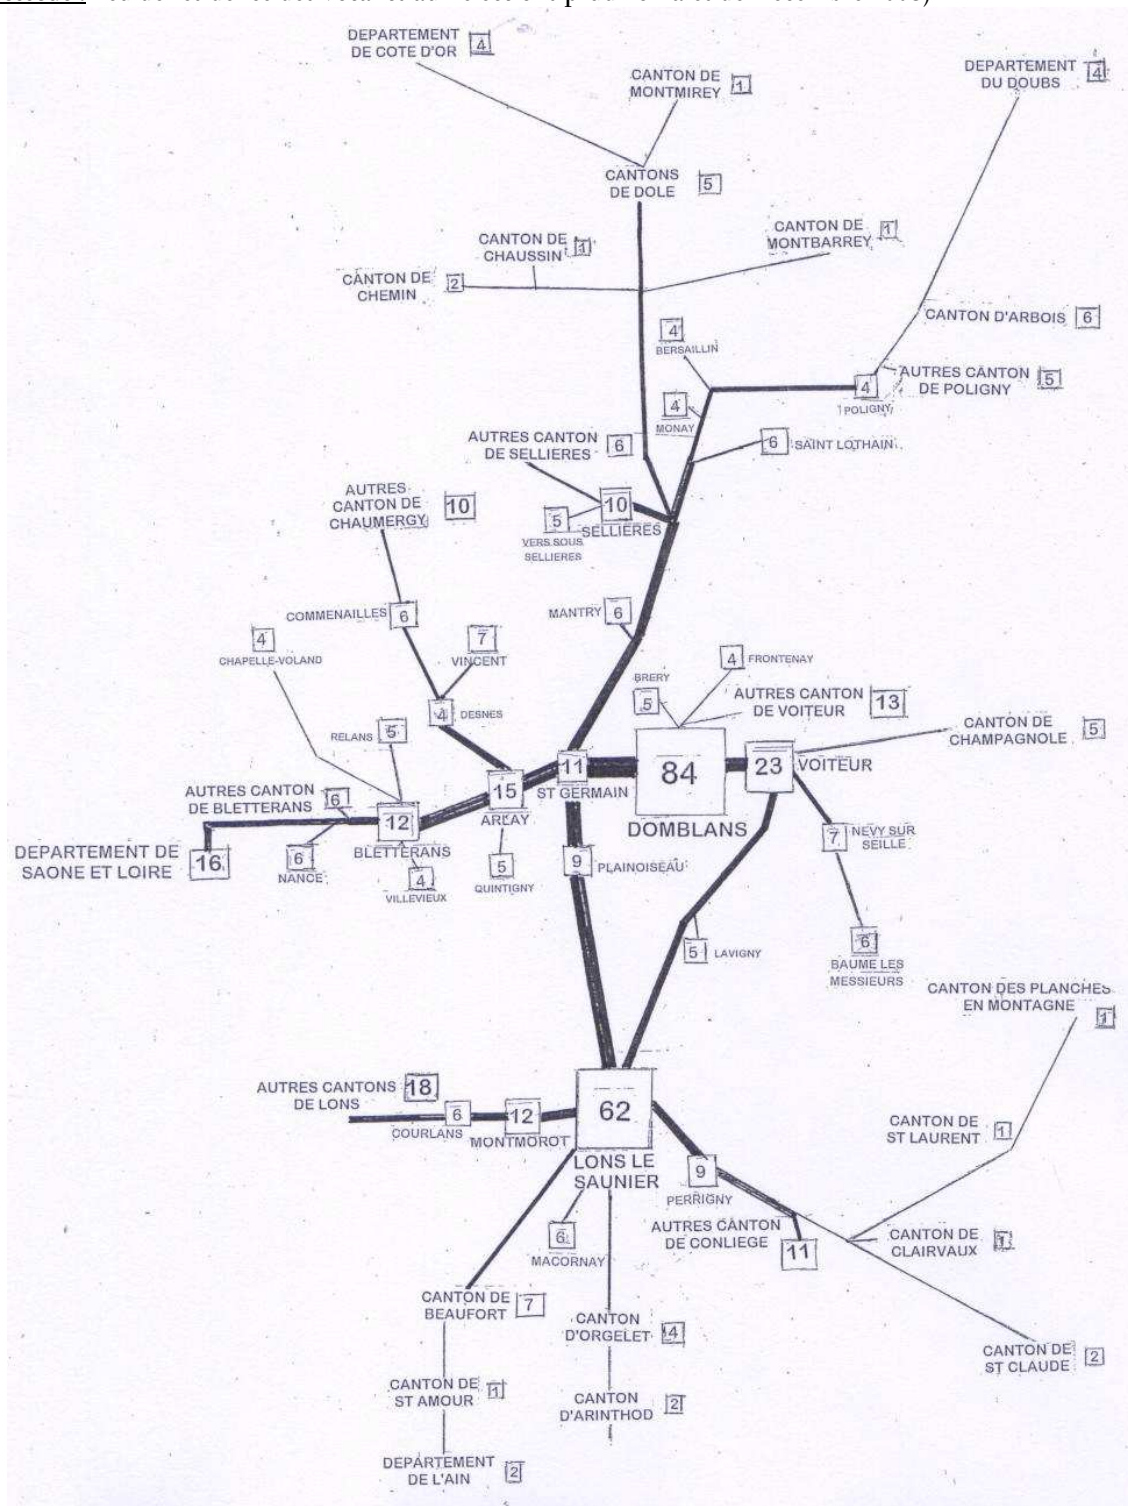 DEPARTEMENT
DE COTE D'OR 4
CANTON DE
MONTMIREY 1
DEPARTEMENT
DU DOUBS 4
CANTONS
DE DOLE 5
CANTON DE
CHAUSSIN 1
CANTON DE
MONTBARREY 1
CANTON DE
CHEMIN 2
4
BERSAILLIN
CANTON D'ARBOIS 6
AUTRES CANTON
DE POLIGNY 5
4
POLIGNY
4
MONAY
AUTRES CANTON
DE SELLIERES 6
6 SAINT LOTHAIN
AUTRES
CANTON DE
CHAUMERGY 10
10
SELLIERES
5
VERS SOUS
SELLIERES
COMMENAILLES 6
MANTRY 6
4
CHAPELLE-VOLAND
7
VINCENT
4 FRONTENAY
BRERY
5
AUTRES CANTON
DE VOITEUR 13
4 DESNES
RELANS 5
CANTON DE
CHAMPAGNOLE 5
11
ST GERMAIN
84
DOMBLANS
23 VOITEUR
15
ARLAY
AUTRES CANTON
DE BLETTERANS 6
12
BLETTERANS
DEPARTEMENT DE
SAONE ET LOIRE 16
6
NANCE
4
VILLEVIEUX
5
QUINTIGNY
9 PLAINOISEAU
7 NEVY SUR
SEILLE
5 LAVIGNY
6
BAUME LES
MESSIEURS
CANTON DES PLANCHES
EN MONTAGNE 1
AUTRES CANTONS
DE LONS 18
6
COURLANS
12
MONTMOROT
62
LONS LE
SAUNIER
CANTON DE
ST LAURENT 1
9
PERRIGNY
6
MACORNAY
AUTRES CANTON
DE CONLIEGE 11
CANTON DE
CLAIRVAUX 1
CANTON DE
BEAUFORT 7
CANTON
D'ORGELET 4
CANTON DE
ST CLAUDE 2
CANTON DE
ST AMOUR 1
CANTON
D'ARINTHOD 2
DEPARTEMENT
DE L'AIN 2